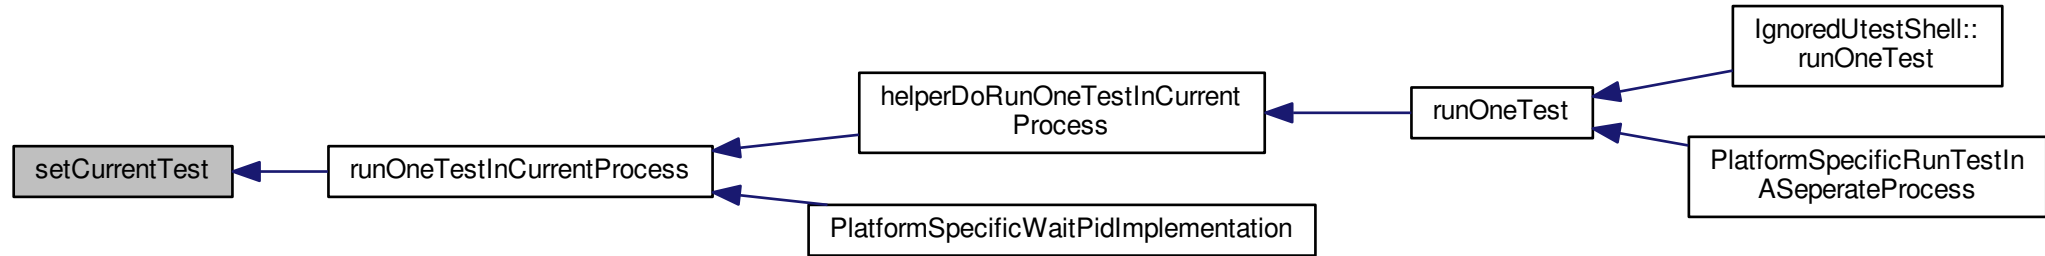 setCurrentTest
runOneTestInCurrentProcess
helperDoRunOneTestInCurrent
Process
PlatformSpecificWaitPidImplementation
runOneTest
IgnoredUtestShell::
runOneTest
PlatformSpecificRunTestIn
ASeperateProcess